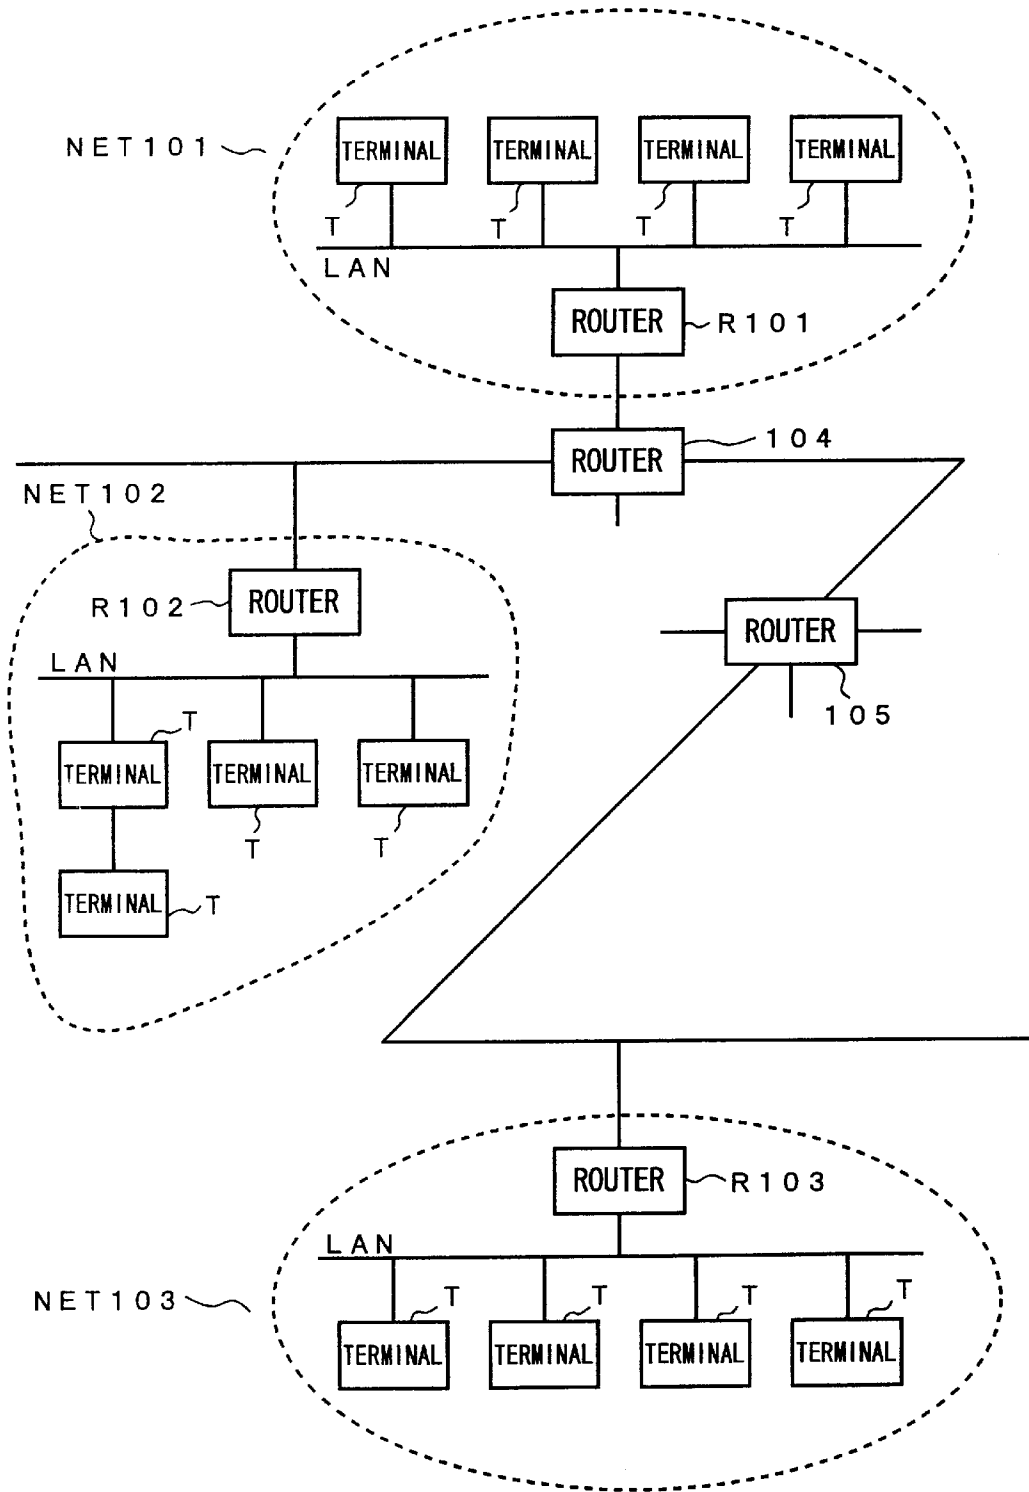 NET101
TERMINAL TERMINAL TERMINAL TERMINAL
T T T T
LAN
ROUTER R101
ROUTER 104
NET102
R102 ROUTER
ROUTER
105
LAN
T
TERMINAL TERMINAL TERMINAL
T T
TERMINAL T
ROUTER R103
LAN
NET103
T T T T
TERMINAL TERMINAL TERMINAL TERMINAL